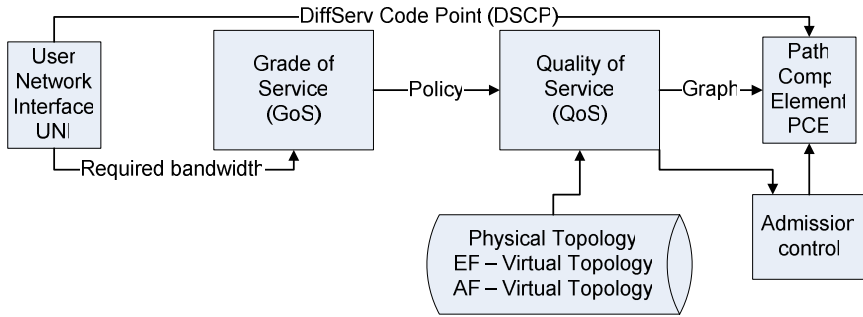 DiffServ Code Point (DSCP)
User
Network
Interface
UNI
Grade of
Service
(GoS)
Policy
Quality of
Service
(QoS)
Graph
Path
Comp
Element
PCE
Required bandwidth
Physical Topology
EF – Virtual Topology
AF – Virtual Topology
Admission
control